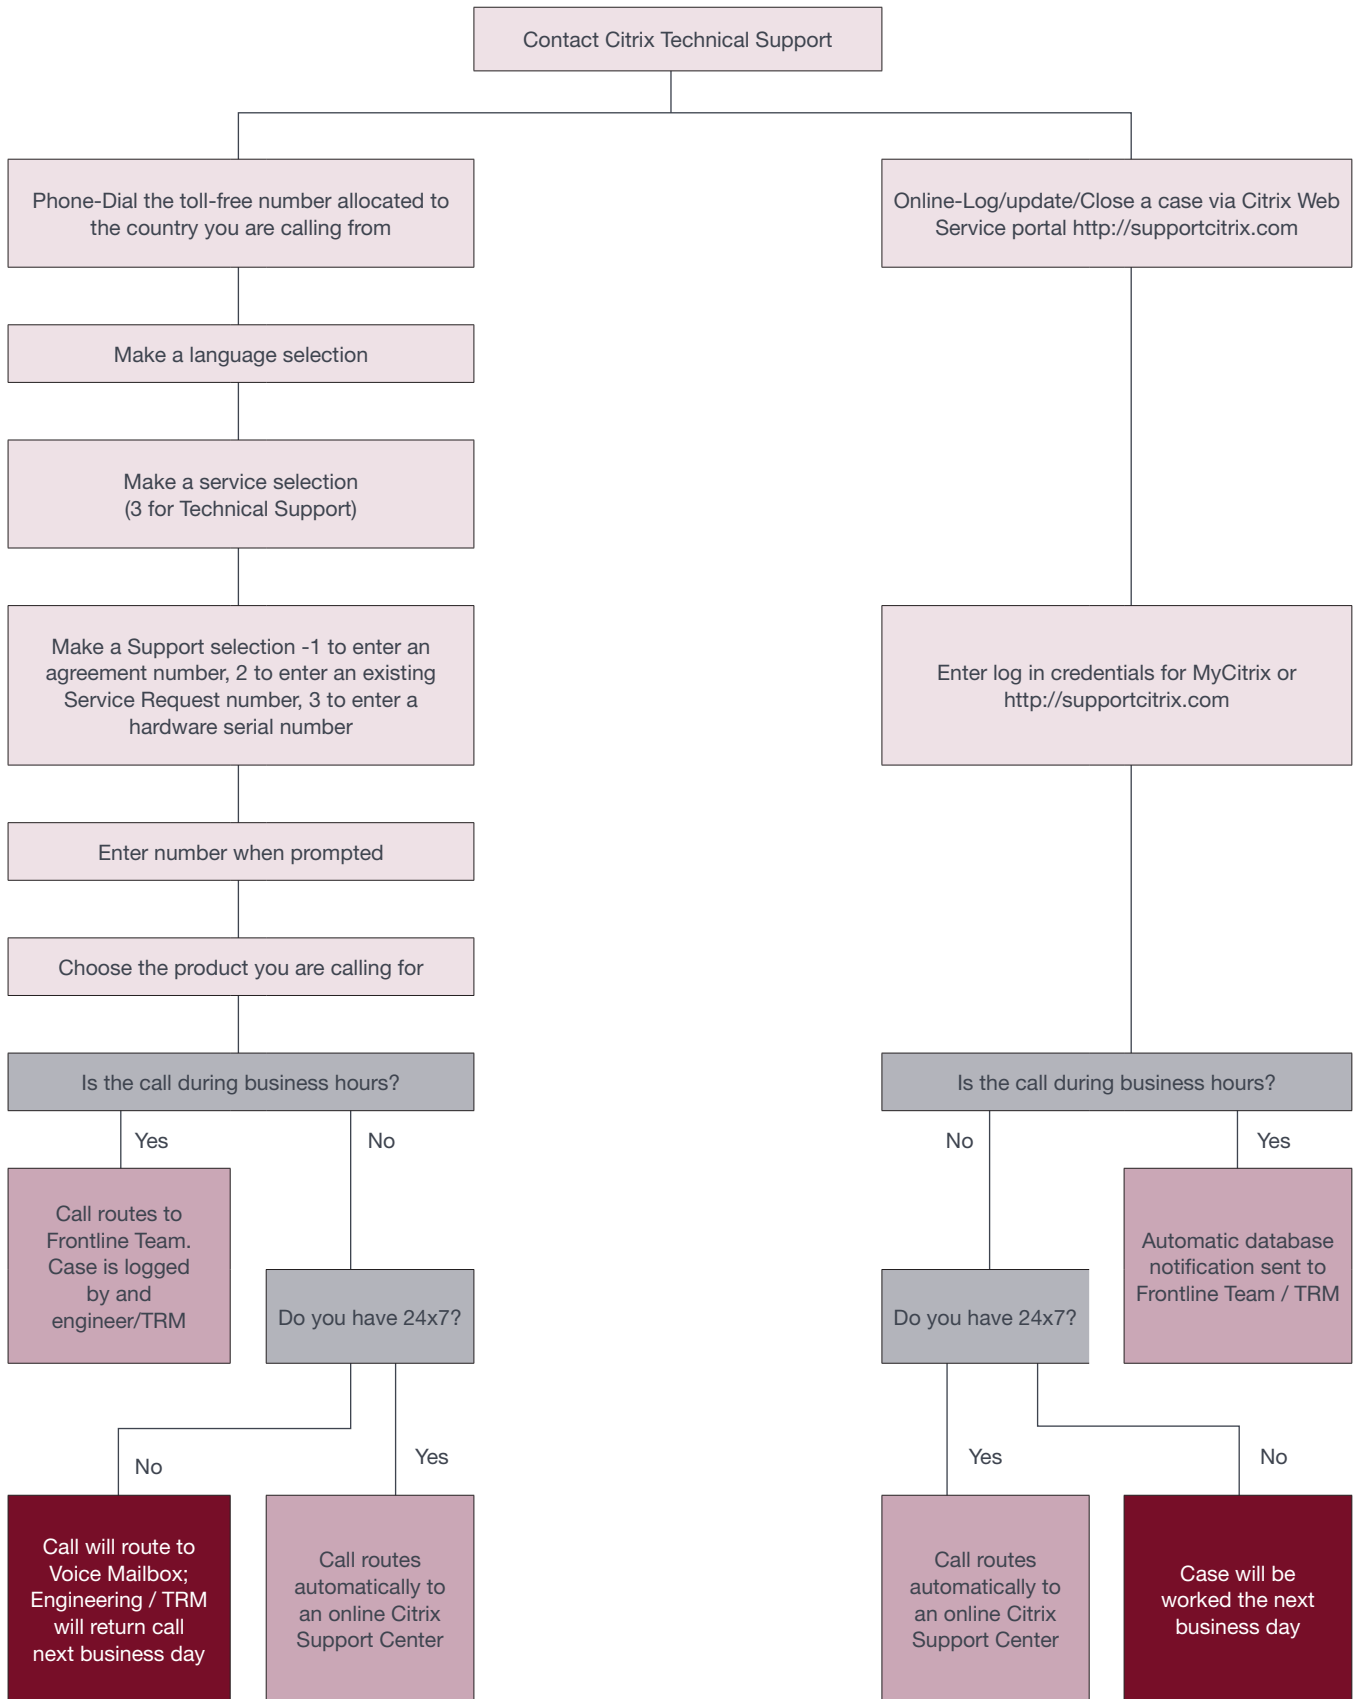 Contact Citrix Technical Support
Phone-Dial the toll-free number allocated to
the country you are calling from
Online-Log/update/Close a case via Citrix Web
Service portal http://supportcitrix.com
Make a language selection
Make a service selection
(3 for Technical Support)
Make a Support selection -1 to enter an
agreement number, 2 to enter an existing
Service Request number, 3 to enter a
hardware serial number
Enter log in credentials for MyCitrix or
http://supportcitrix.com
Enter number when prompted
Choose the product you are calling for
Is the call during business hours?
Is the call during business hours?
Yes
No
No
Yes
Call routes to
Frontline Team.
Case is logged
by and
engineer/TRM
Do you have 24x7?
Do you have 24x7?
Automatic database
notification sent to
Frontline Team / TRM
No
Yes
Yes
No
Call will route to
Voice Mailbox;
Engineering / TRM
will return call
next business day
Call routes
automatically to
an online Citrix
Support Center
Call routes
automatically to
an online Citrix
Support Center
Case will be
worked the next
business day